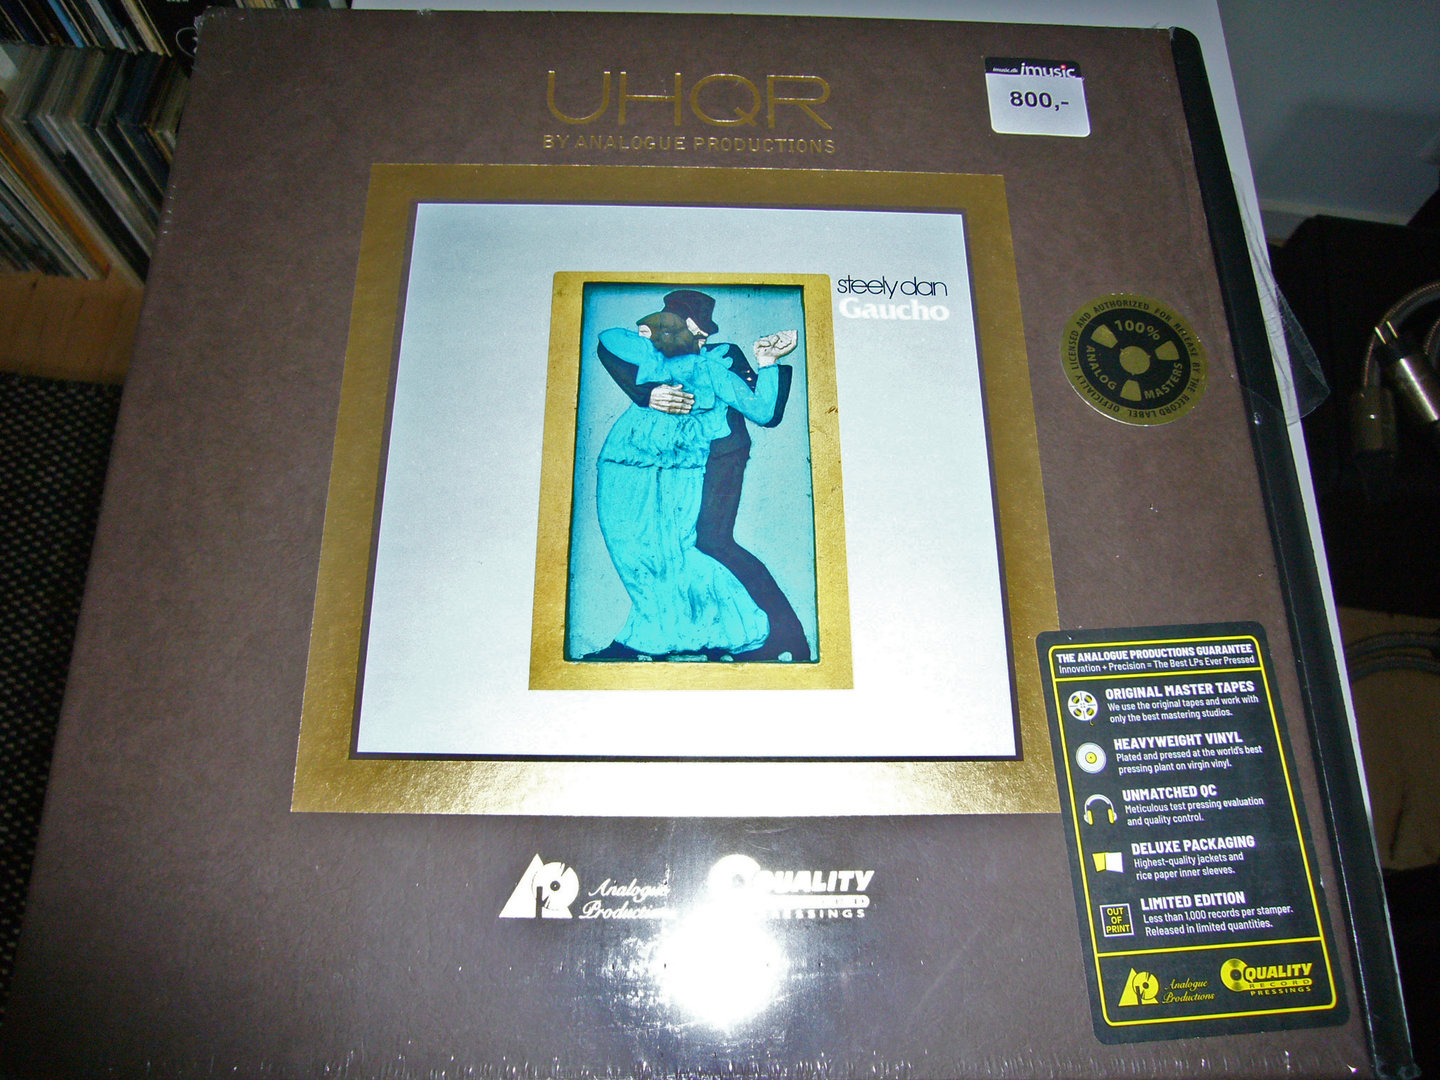 UHQR
BY ANALOGUE PRODUCTIONS
imusic.dk imusic
800,-
steely dan
Gaucho
OFFICIALLY LICENSED AND AUTHORIZED FOR RELEASE BY THE RECORD LABEL
100%
ANALOG MASTERS
THE ANALOGUE PRODUCTIONS GUARANTEE
Innovation + Precision = The Best LPs Ever Pressed
ORIGINAL MASTER TAPES
We use the original tapes and work with
only the best mastering studios.
HEAVYWEIGHT VINYL
Plated and pressed at the world's best
pressing plant on virgin vinyl.
UNMATCHED QC
Meticulous test pressing evaluation
and quality control.
DELUXE PACKAGING
Highest-quality jackets and
rice paper inner sleeves.
OUT
OF
PRINT
LIMITED EDITION
Less than 1,000 records per stamper.
Released in limited quantities.
Analogue
Productions
QUALITY
RECORD
PRESSINGS
Analogue
Productions
QUALITY
PRESSINGS